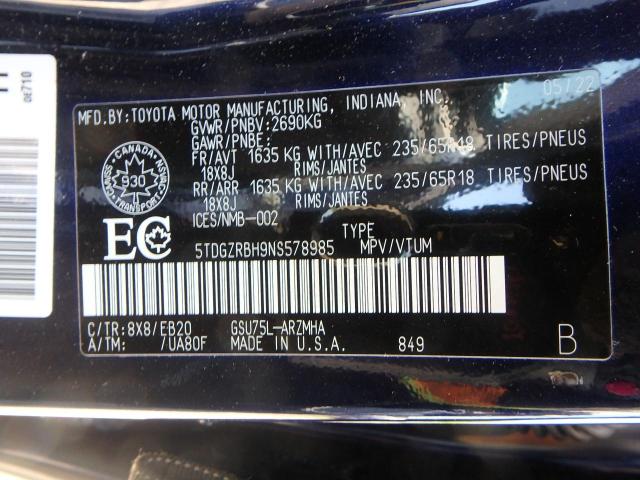 05/22
MFD.BY:TOYOTA MOTOR MANUFACTURING, INDIANA, INC.
GVWR/PNBV:2690KG
GAWR/PNBE:
FR/AVT 1635 KG WITH/AVEC 235/65R18 TIRES/PNEUS
18X8J RIMS/JANTES
RR/ARR 1635 KG WITH/AVEC 235/65R18 TIRES/PNEUS
18X8J RIMS/JANTES
ICES/NMB-002
CANADA
930
EC
TYPE
5TDGZRBH9NS578985 MPV/VTUM
C/TR:8X8/EB20 GSU75L-ARZMHA
A/TM: /UA80F MADE IN U.S.A. 849
B